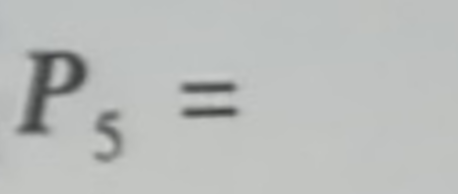 P₅ =